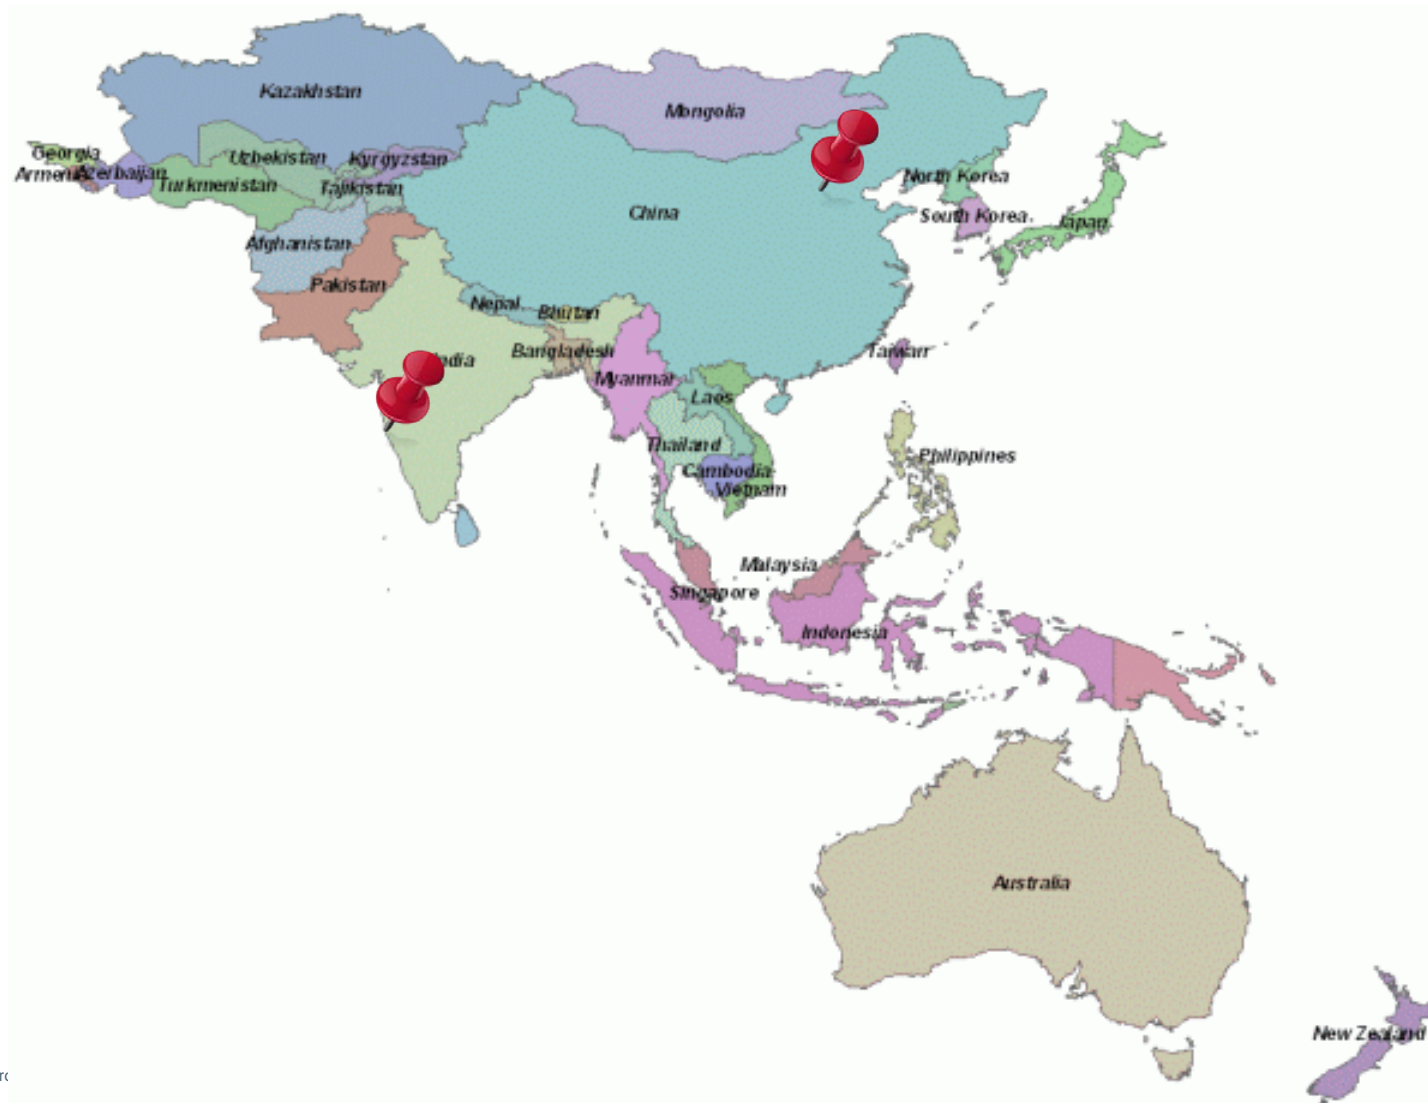 Kazakhstan
Mongolia
Georgia
Uzbekistan
Kyrgyzstan
Azerbaijan
Turkmenistan
Tajikistan
North Korea
China
South Korea
Japan
Afghanistan
Pakistan
Nepal
Bhutan
Bangladesh
Taiwan
Myanmar
Laos
Thailand
Philippines
Cambodia
Vietnam
Malaysia
Singapore
Indonesia
Australia
New Zealand